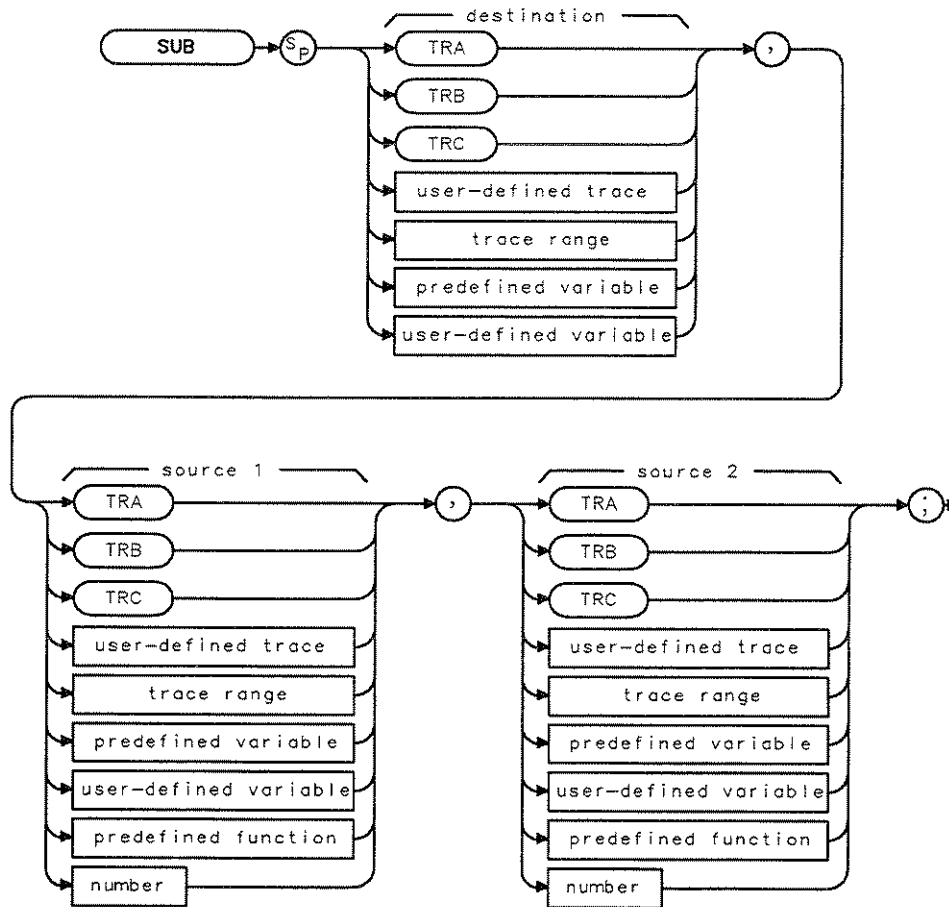 destination
SUB SP TRA ,
TRB
TRC
user-defined trace
trace range
predefined variable
user-defined variable
source 1
TRA ,
TRB
TRC
user-defined trace
trace range
predefined variable
user-defined variable
predefined function
number
source 2
TRA ;
TRB
TRC
user-defined trace
trace range
predefined variable
user-defined variable
predefined function
number